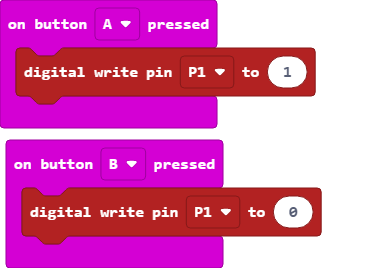 on button A pressed
digital write pin P1 to 1
on button B pressed
digital write pin P1 to 0